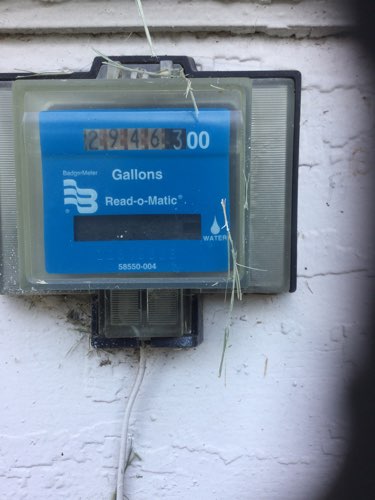 2946300
BadgerMeter
Gallons
Read-o-Matic®
®
WATER
58550-004